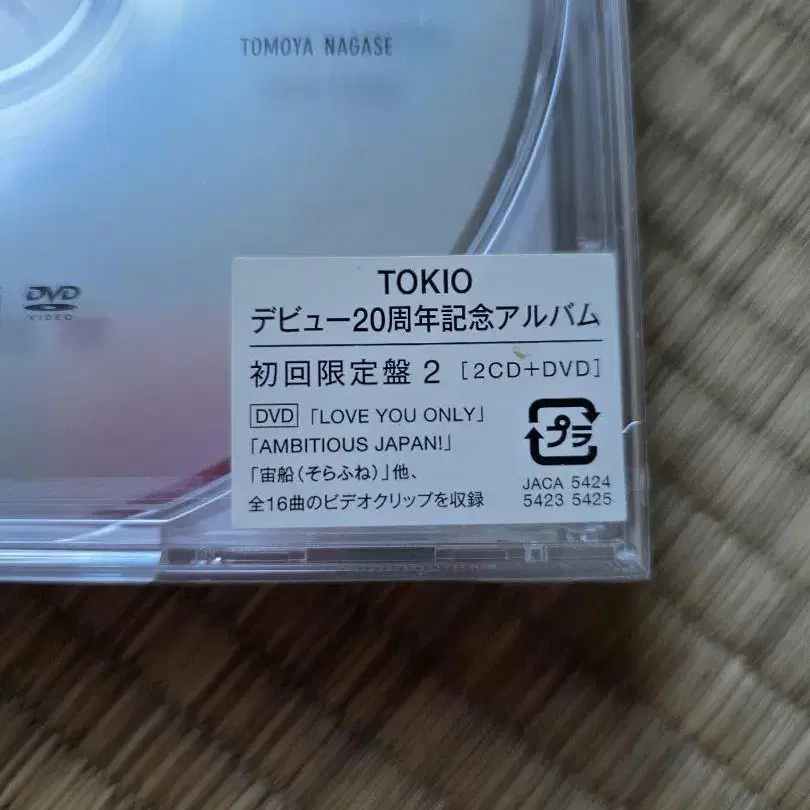 TOMOYA NAGASE
DVD
VIDEO
TOKIO
デビュー20周年記念アルバム
初回限定盤 2 [2CD+DVD]
DVD 「LOVE YOU ONLY」
「AMBITIOUS JAPAN!」
「宙船(そらふね)」他、
全16曲のビデオクリップを収録
プラ
JACA 5424
5423 5425